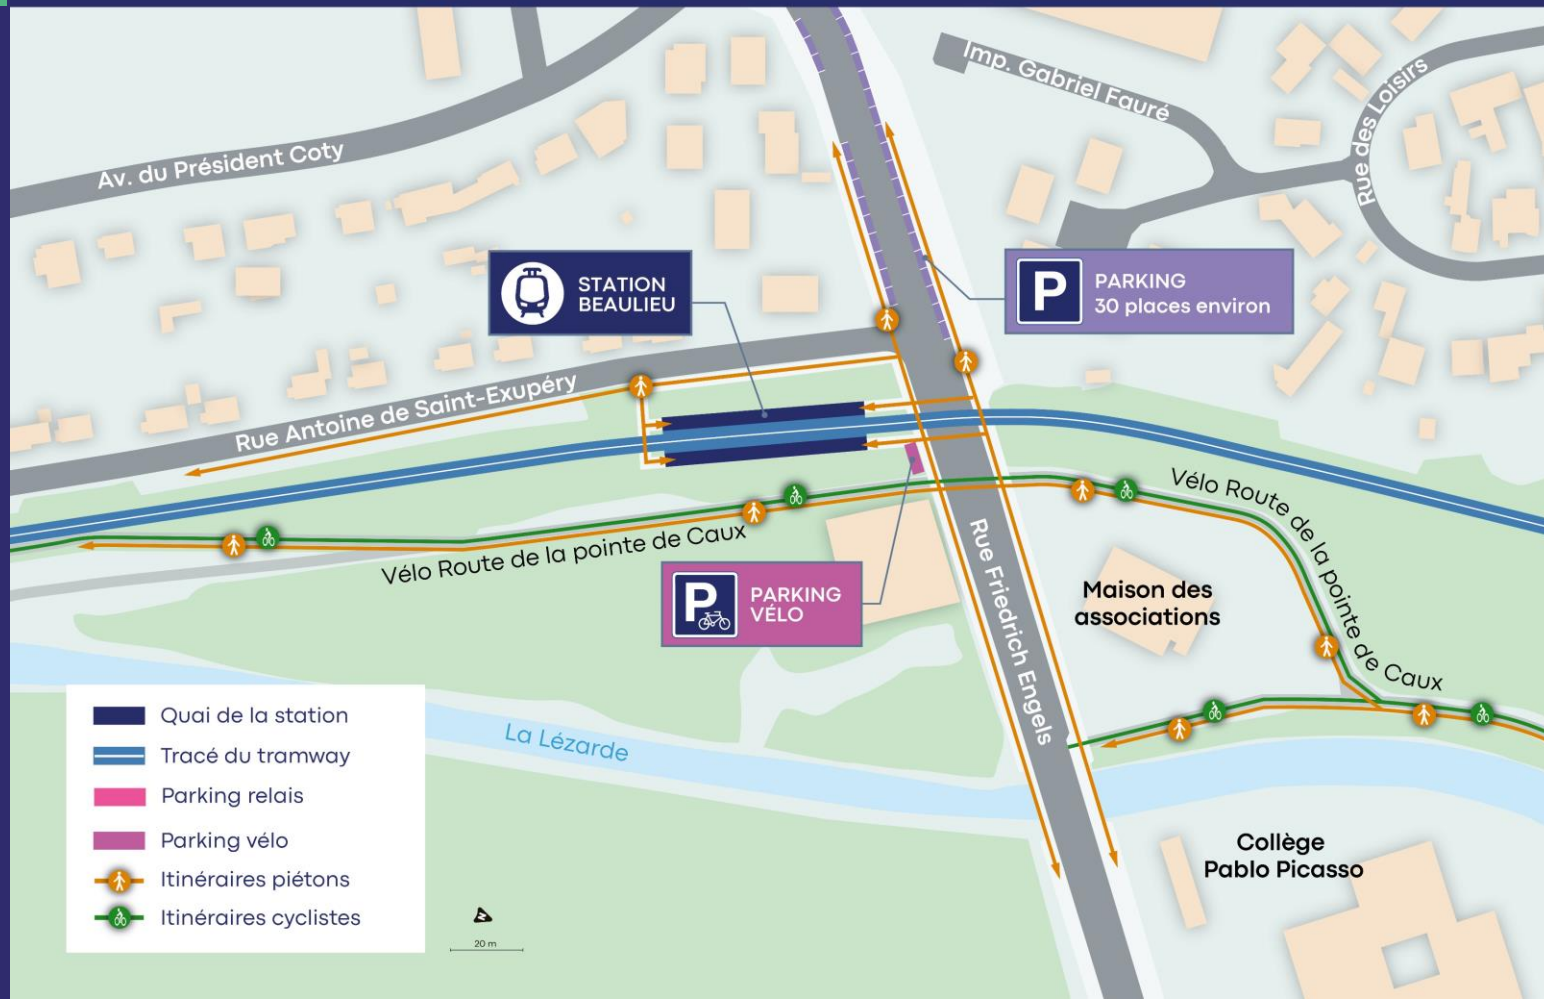 Av. du Président Coty
Imp. Gabriel Fauré
Rue des Loisirs
STATION
BEAULIEU
P
PARKING
30 places environ
Rue Antoine de Saint-Exupéry
Vélo Route de la pointe de Caux
Vélo Route de la pointe de Caux
P
PARKING
VÉLO
Rue Friedrich Engels
Maison des
associations
La Lézarde
Collège
Pablo Picasso
Quai de la station
Tracé du tramway
Parking relais
Parking vélo
Itinéraires piétons
Itinéraires cyclistes
N
20 m